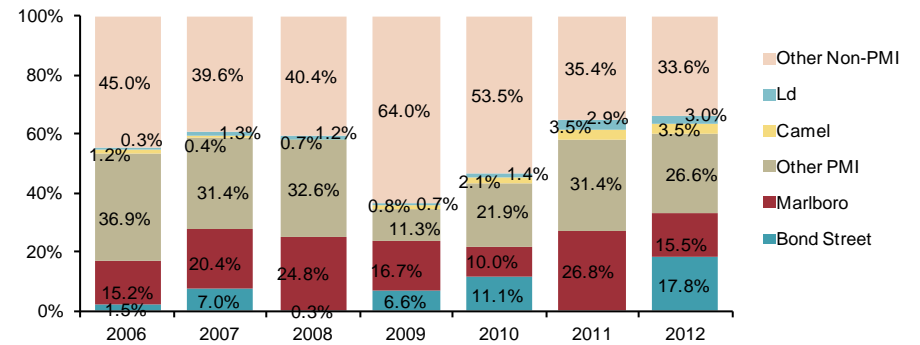 100%
80%
60%
40%
20%
0%
45.0% 39.6% 40.4% 64.0% 53.5% 35.4% 33.6%
0.3% 1.3% 1.2% 0.7% 1.4% 2.9% 3.0%
1.2% 0.4% 0.7% 0.8% 2.1% 3.5% 3.5%
36.9% 31.4% 32.6% 11.3% 21.9% 31.4% 26.6%
15.2% 20.4% 24.8% 16.7% 10.0% 26.8% 15.5%
1.5% 7.0% 0.3% 6.6% 11.1% 17.8%
2006 2007 2008 2009 2010 2011 2012
Other Non-PMI
Ld
Camel
Other PMI
Marlboro
Bond Street